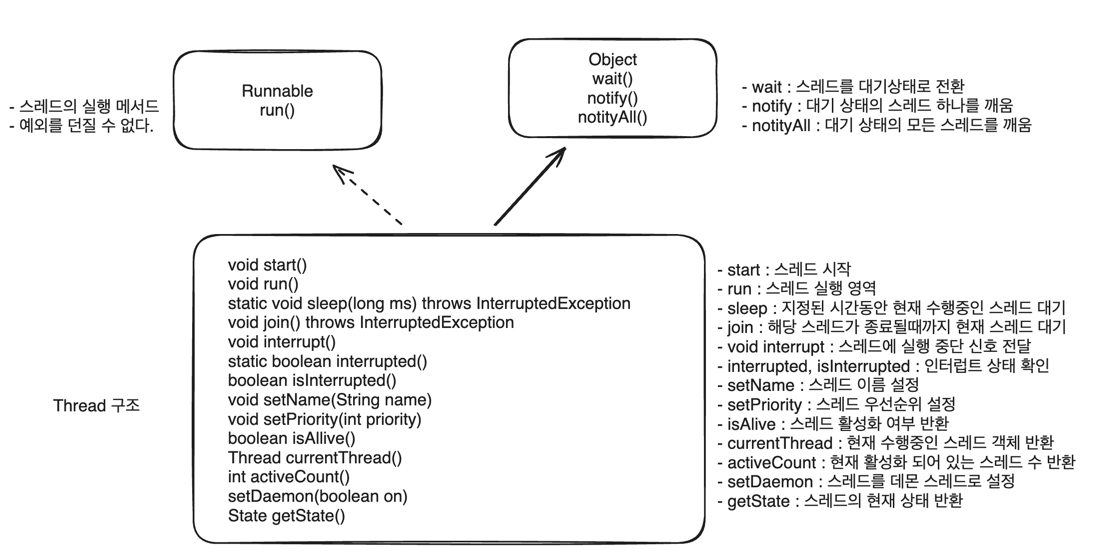 Runnable
run()
- 스레드의 실행 메서드
- 예외를 던질 수 없다.
Object
wait()
notify()
notityAll()
- wait : 스레드를 대기상태로 전환
- notify : 대기 상태의 스레드 하나를 깨움
- notityAll : 대기 상태의 모든 스레드를 깨움
Thread 구조
void start()
void run()
static void sleep(long ms) throws InterruptedException
void join() throws InterruptedException
void interrupt()
static boolean interrupted()
boolean isInterrupted()
void setName(String name)
void setPriority(int priority)
boolean isAllive()
Thread currentThread()
int activeCount()
setDaemon(boolean on)
State getState()
- start : 스레드 시작
- run : 스레드 실행 영역
- sleep : 지정된 시간동안 현재 수행중인 스레드 대기
- join : 해당 스레드가 종료될때까지 현재 스레드 대기
- void interrupt : 스레드에 실행 중단 신호 전달
- interrupted, isInterrupted : 인터럽트 상태 확인
- setName : 스레드 이름 설정
- setPriority : 스레드 우선순위 설정
- isAlive : 스레드 활성화 여부 반환
- currentThread : 현재 수행중인 스레드 객체 반환
- activeCount : 현재 활성화 되어 있는 스레드 수 반환
- setDaemon : 스레드를 데몬 스레드로 설정
- getState : 스레드의 현재 상태 반환